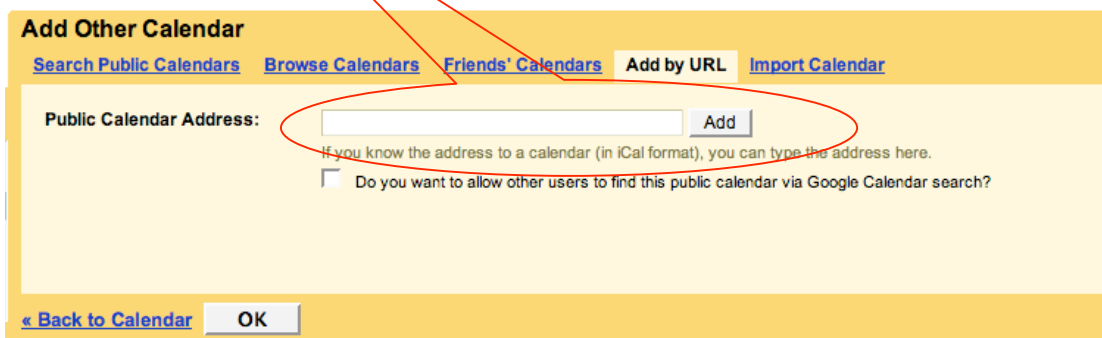 Add Other Calendar
Search Public Calendars Browse Calendars Friends' Calendars Add by URL Import Calendar
Public Calendar Address: Add
If you know the address to a calendar (in iCal format), you can type the address here.
Do you want to allow other users to find this public calendar via Google Calendar search?
« Back to Calendar OK